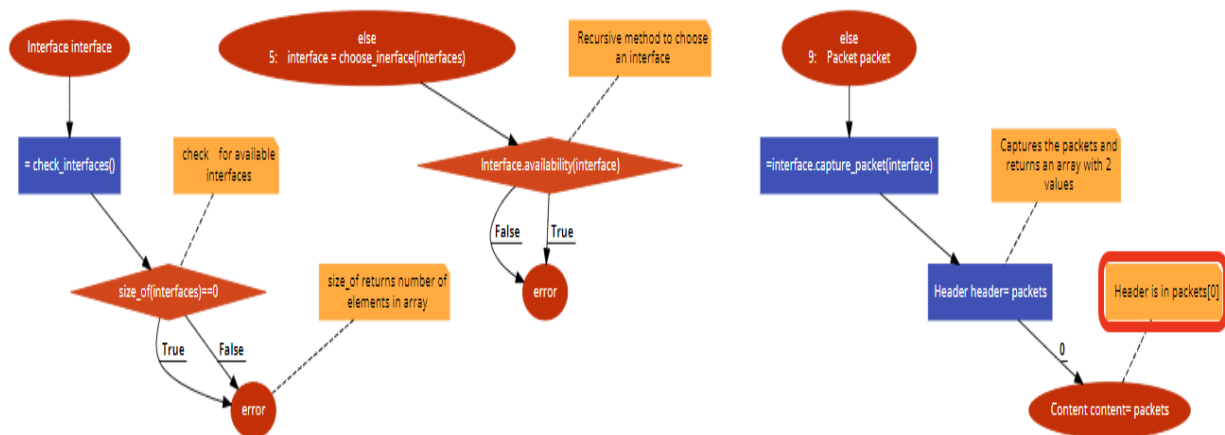 Interface interface
= check_interfaces()
check for available
interfaces
size_of(interfaces)==0
True
False
size_of returns number of
elements in array
error
else
5: interface = choose_inerface(interfaces)
Recursive method to choose
an interface
Interface.availability(interface)
False
True
error
else
9: Packet packet
=interface.capture_packet(interface)
Captures the packets and
returns an array with 2
values
Header header= packets
Header is in packets[0]
0
Content content= packets